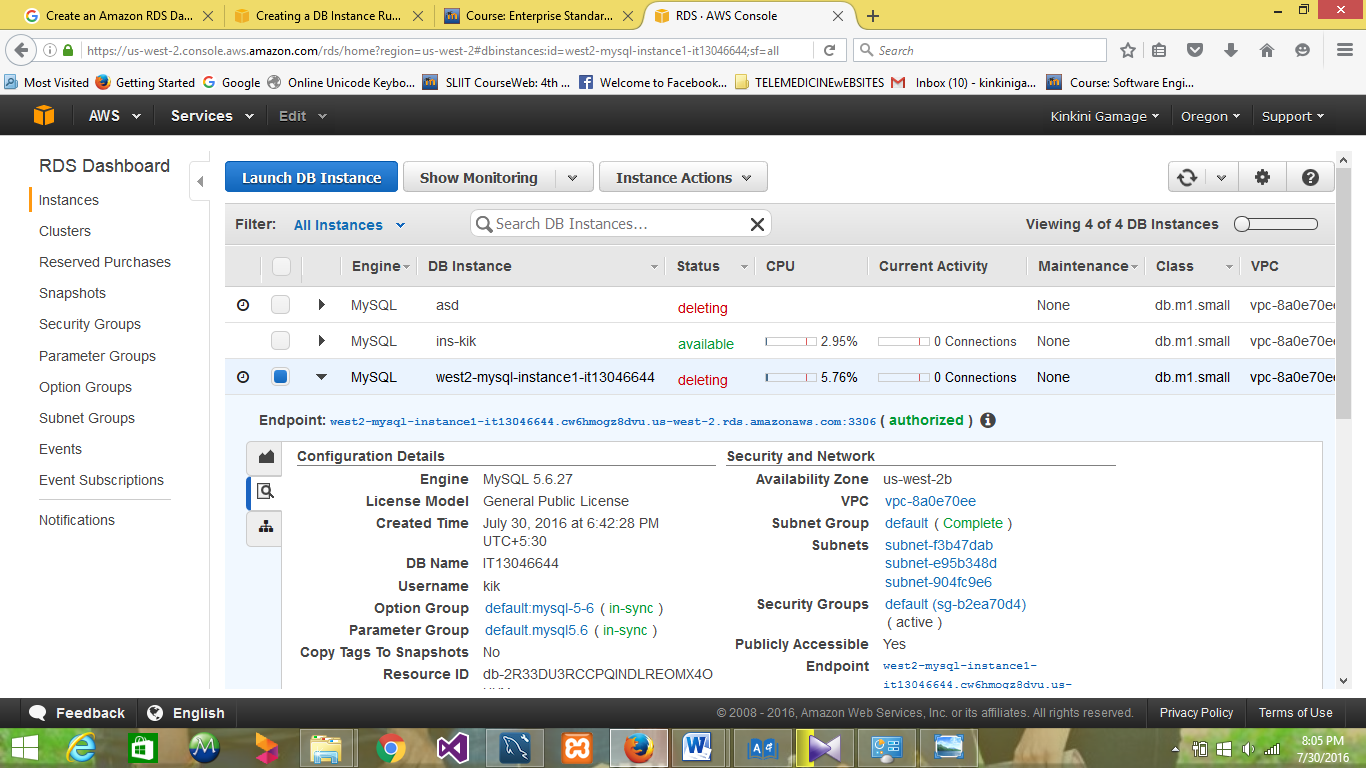 Create an Amazon RDS Da...
Creating a DB Instance Ru...
Course: Enterprise Standar...
RDS · AWS Console
https://us-west-2.console.aws.amazon.com/rds/home?region=us-west-2#dbinstances:id=west2-mysql-instance1-it13046644;sf=all
Search
Most Visited Getting Started Google Online Unicode Keybo... SLIIT CourseWeb: 4th ... Welcome to Facebook... TELEMEDICINEwEBSITES Inbox (10) - kinkiniga... Course: Software Engi...
AWS Services Edit Kinkini Gamage Oregon Support
RDS Dashboard
Instances
Clusters
Reserved Purchases
Snapshots
Security Groups
Parameter Groups
Option Groups
Subnet Groups
Events
Event Subscriptions
Notifications
Launch DB Instance Show Monitoring Instance Actions
Filter: All Instances Search DB Instances... Viewing 4 of 4 DB Instances
Engine DB Instance Status CPU Current Activity Maintenance Class VPC
MySQL asd deleting None db.m1.small vpc-8a0e70ee
MySQL ins-kik available 2.95% 0 Connections None db.m1.small vpc-8a0e70ee
MySQL west2-mysql-instance1-it13046644 deleting 5.76% 0 Connections None db.m1.small vpc-8a0e70ee
Endpoint: west2-mysql-instance1-it13046644.cw6hmogz8dvu.us-west-2.rds.amazonaws.com:3306 ( authorized )
Configuration Details
Engine MySQL 5.6.27
License Model General Public License
Created Time July 30, 2016 at 6:42:28 PM
UTC+5:30
DB Name IT13046644
Username kik
Option Group default:mysql-5-6 ( in-sync )
Parameter Group default.mysql5.6 ( in-sync )
Copy Tags To Snapshots No
Resource ID db-2R33DU3RCCPQINDLREOMX4O
Security and Network
Availability Zone us-west-2b
VPC vpc-8a0e70ee
Subnet Group default ( Complete )
Subnets subnet-f3b47dab
subnet-e95b348d
subnet-904fc9e6
Security Groups default (sg-b2ea70d4)
( active )
Publicly Accessible Yes
Endpoint west2-mysql-instance1-
it13046644.cw6hmogz8dvu.us-
Feedback English © 2008 - 2016, Amazon Web Services, Inc. or its affiliates. All rights reserved. Privacy Policy Terms of Use
8:05 PM
7/30/2016